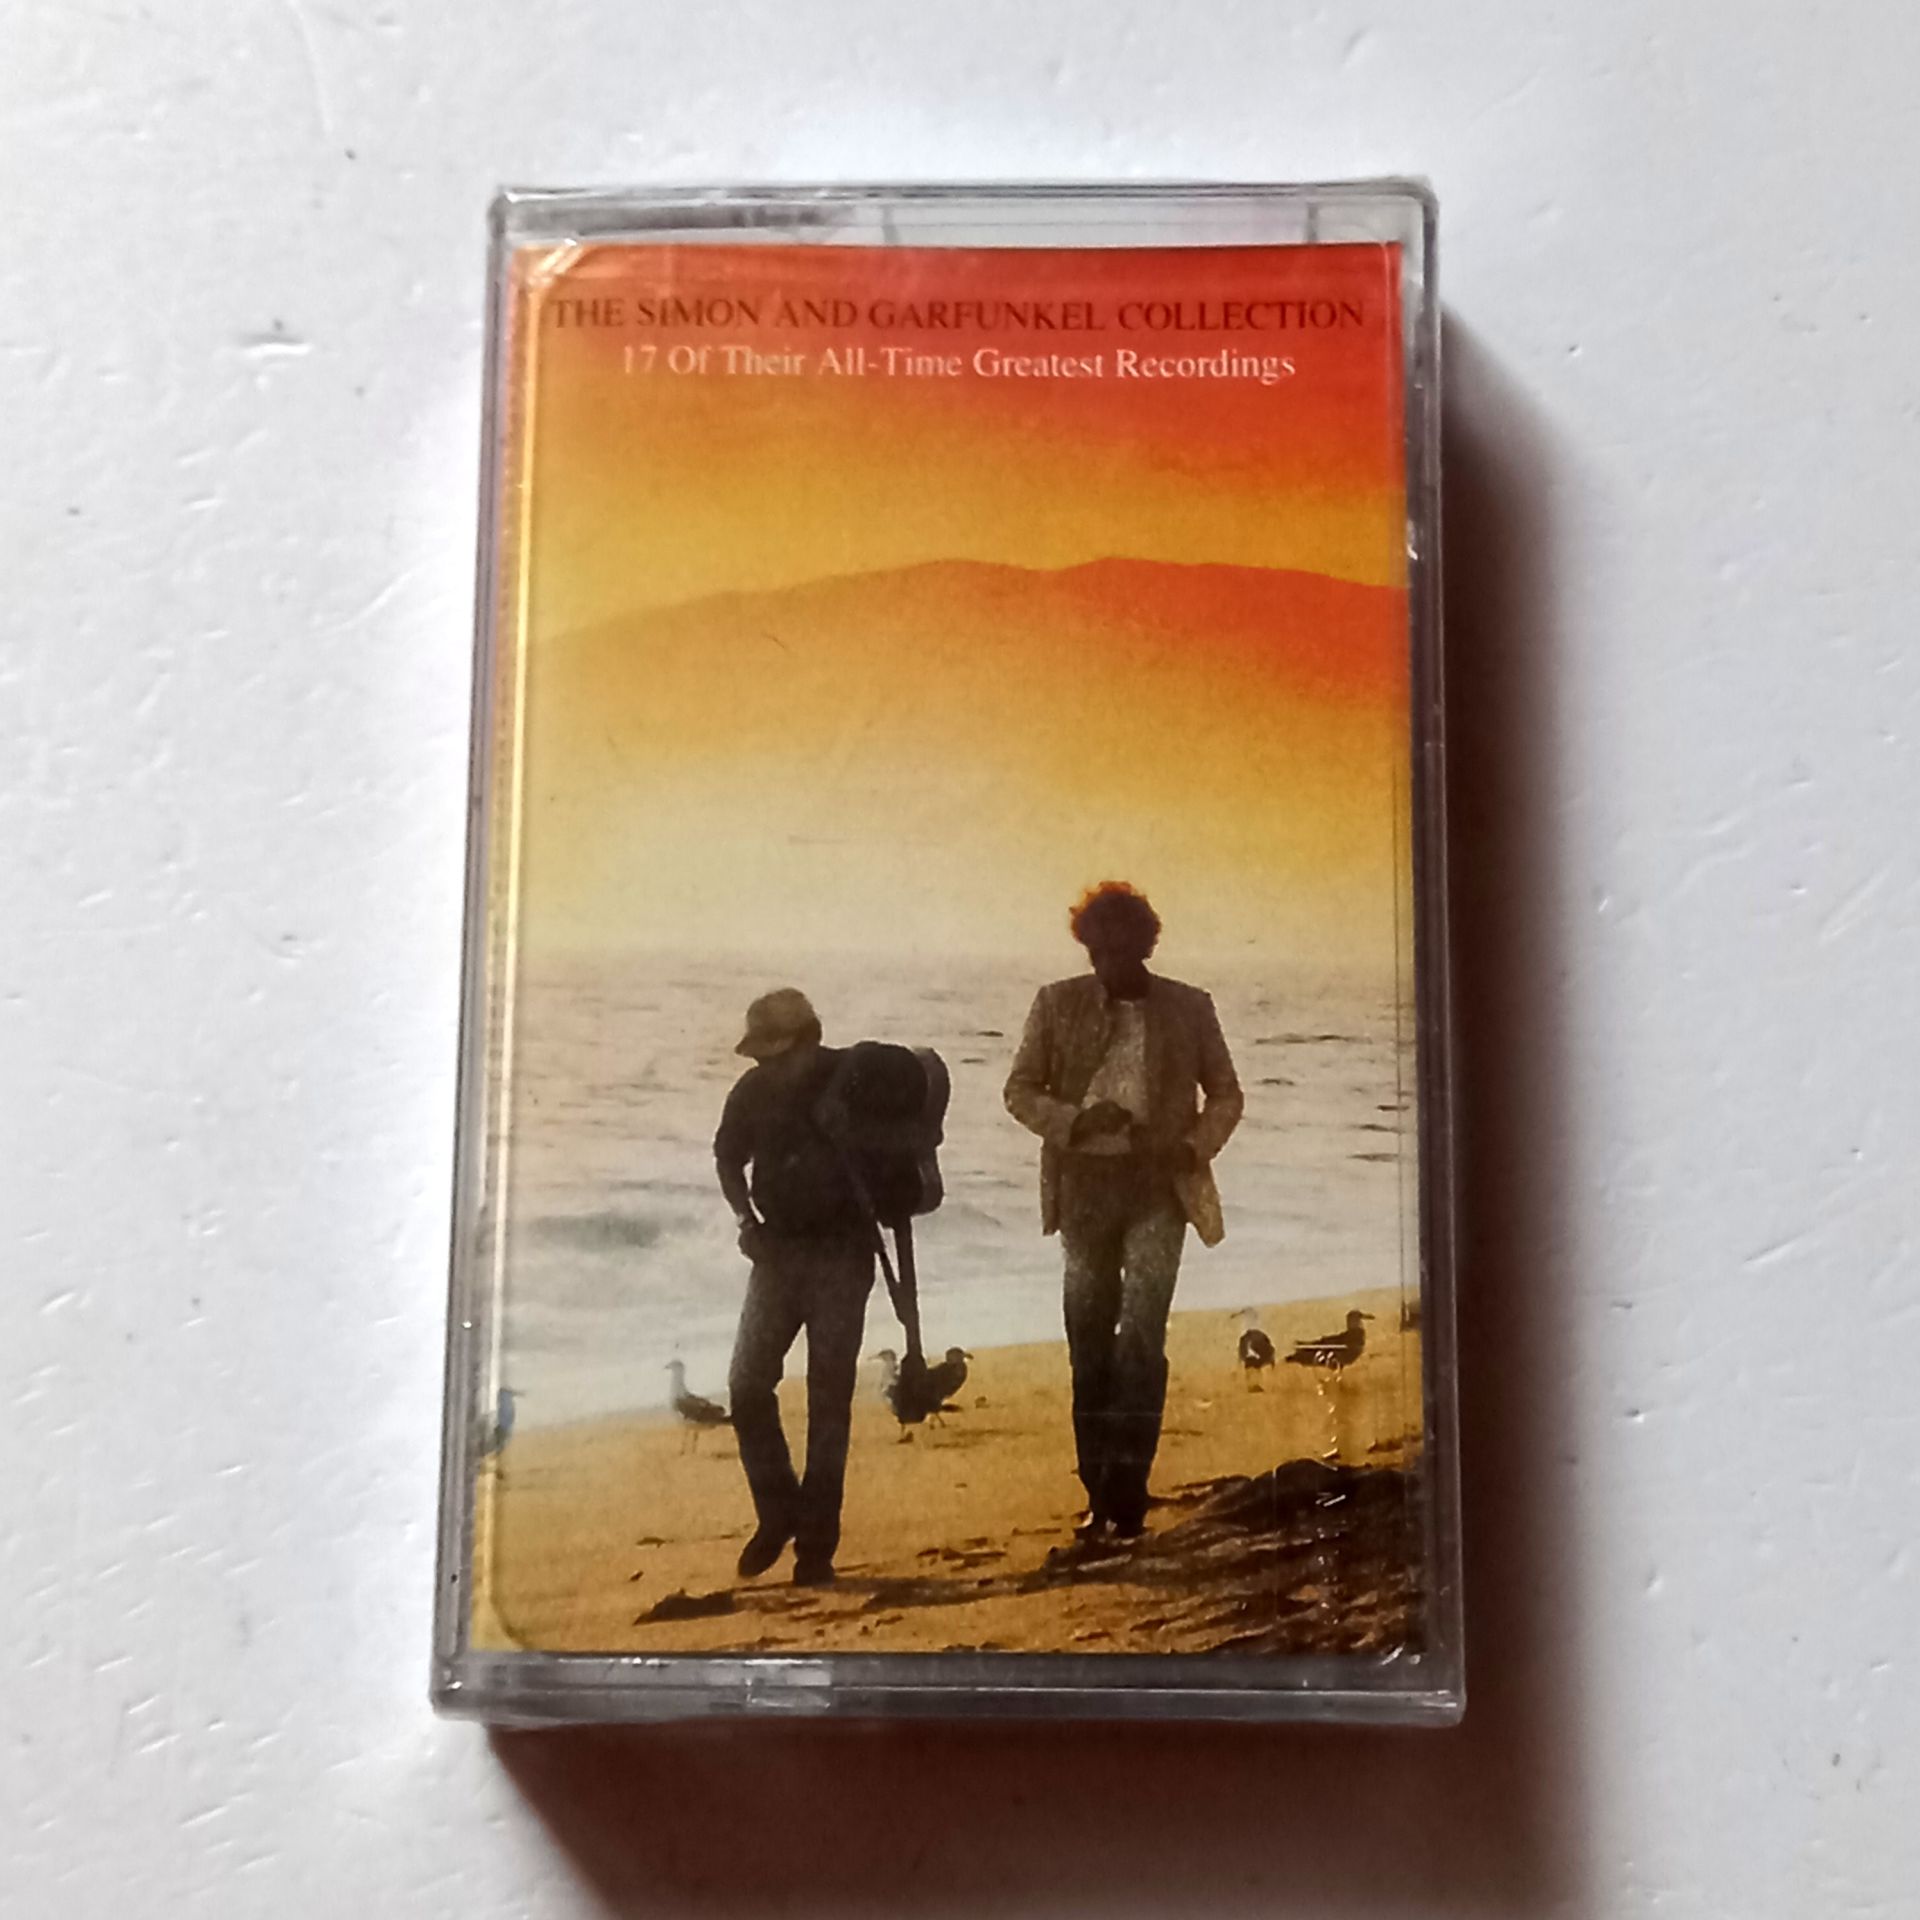 THE SIMON AND GARFUNKEL COLLECTION
17 Of Their All-Time Greatest Recordings